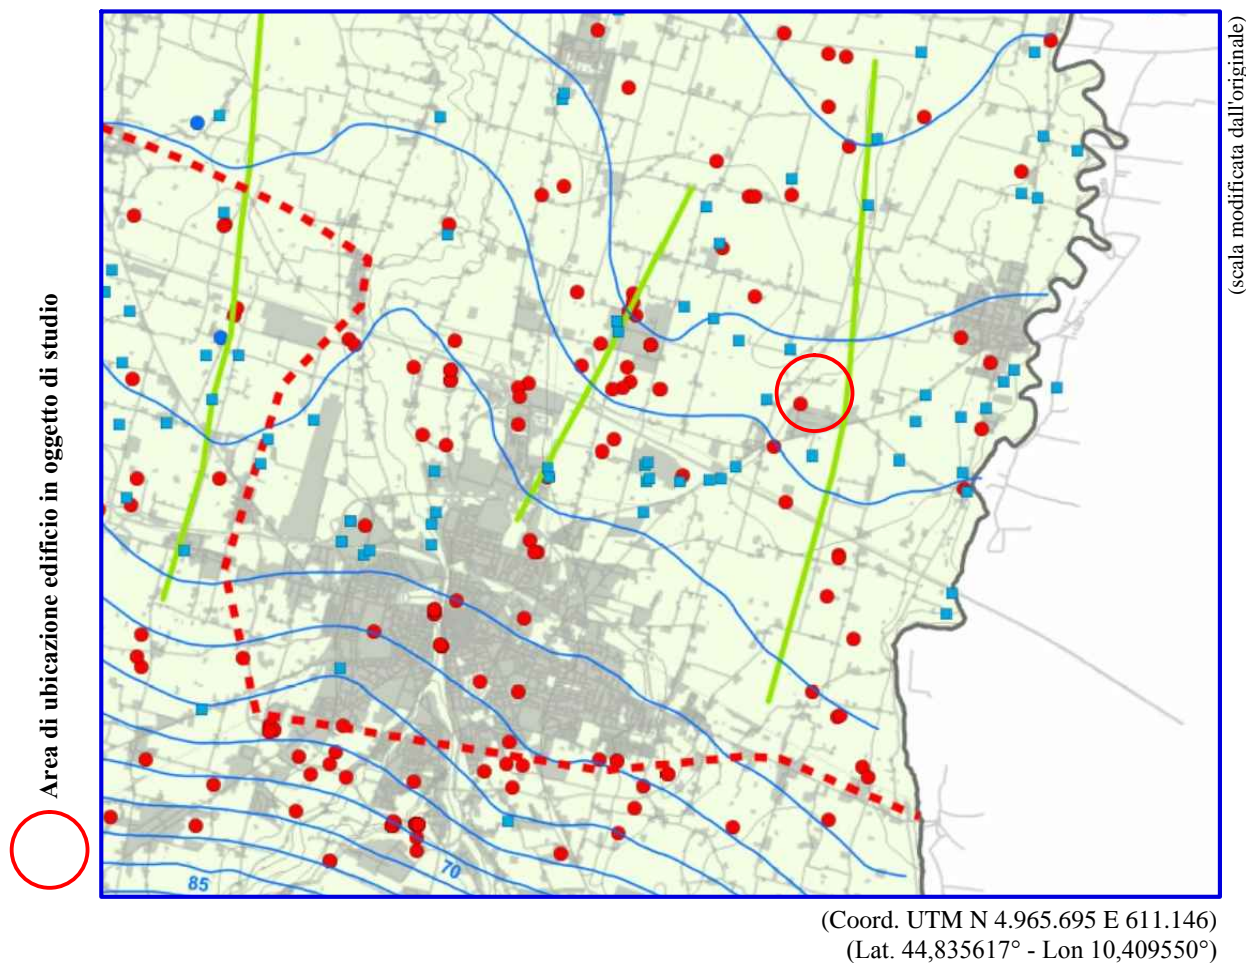 (scala modificata dall'originale)
Area di ubicazione edificio in oggetto di studio
70
85
(Coord. UTM N 4.965.695 E 611.146)
(Lat. 44,835617° - Lon 10,409550°)